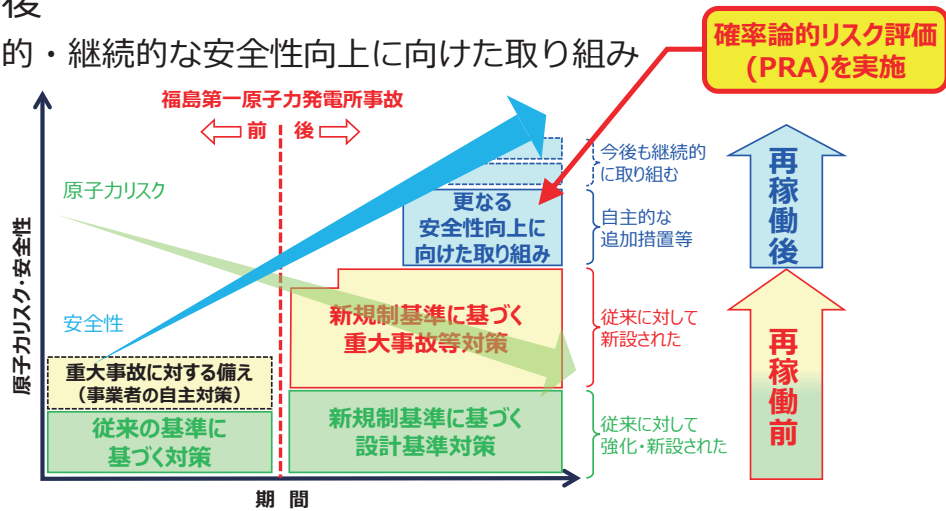 後
的・継続的な安全性向上に向けた取り組み
確率論的リスク評価
(PRA)を実施
福島第一原子力発電所事故
前 後
原子力リスク・安全性
原子力リスク
安全性
重大事故に対する備え
（事業者の自主対策）
従来の基準に
基づく対策
更なる
安全性向上に
向けた取り組み
新規制基準に基づく
重大事故等対策
新規制基準に基づく
設計基準対策
今後も継続的
に取り組む
自主的な
追加措置等
従来に対して
新設された
従来に対して
強化・新設された
再稼働後
再稼働前
期 間